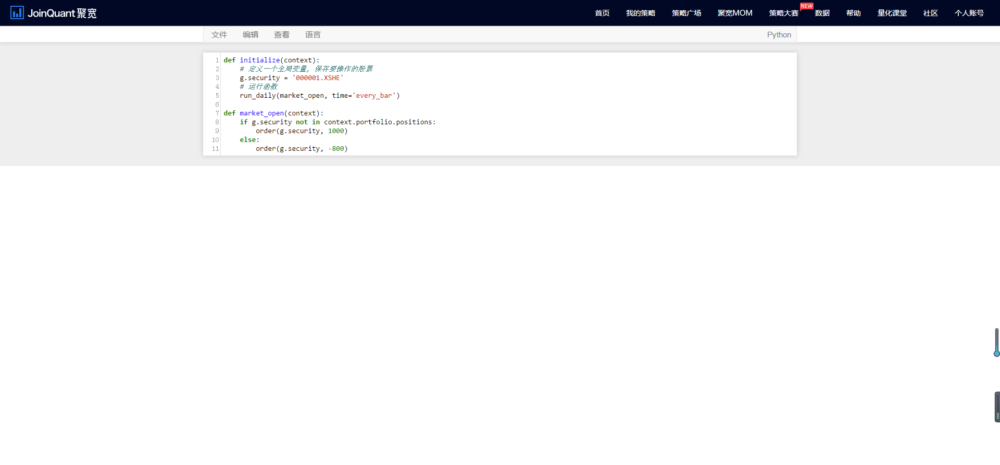 JoinQuant 聚宽
首页 我的策略 策略广场 聚宽MOM 策略大赛 NEW 数据 帮助 量化课堂 社区 个人账号
文件 编辑 查看 语言 Python
1 def initialize(context):
2     # 定义一个全局变量, 保存要操作的股票
3     g.security = '000001.XSHE'
4     # 运行函数
5     run_daily(market_open, time='every_bar')
6
7 def market_open(context):
8     if g.security not in context.portfolio.positions:
9         order(g.security, 1000)
10     else:
11         order(g.security, -800)